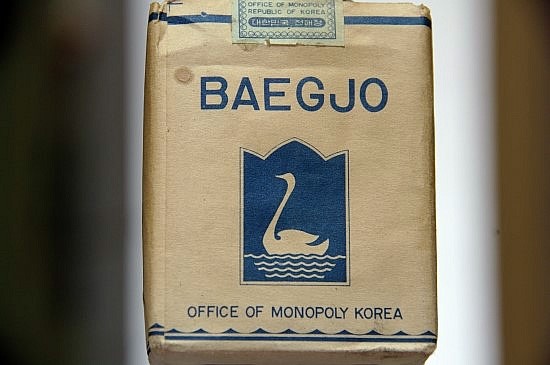 OFFICE OF MONOPOLY
REPUBLIC OF KOREA
대한민국 전매청
BAEGJO
OFFICE OF MONOPOLY KOREA